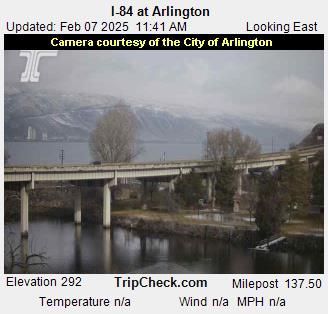 I-84 at Arlington
Updated: Feb 07 2025 11:41 AM Looking East
Camera courtesy of the City of Arlington
Elevation 292 TripCheck.com Milepost 137.50
Temperature n/a Wind n/a MPH n/a